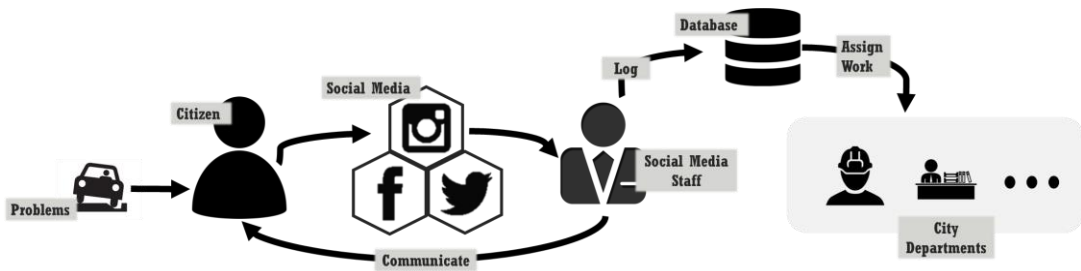 Problems
Citizen
Social Media
Communicate
Social Media
Staff
Log
Database
Assign
Work
City
Departments